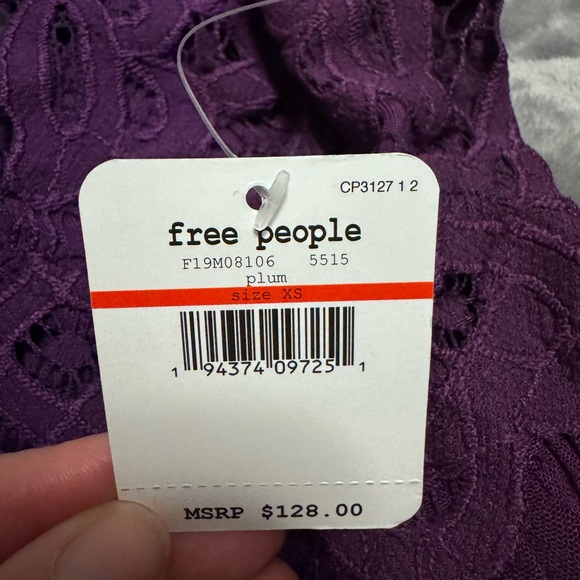 CP3127 1 2
free people
F19M08106 5515
plum
size XS
1 94374 09725 1
MSRP $128.00